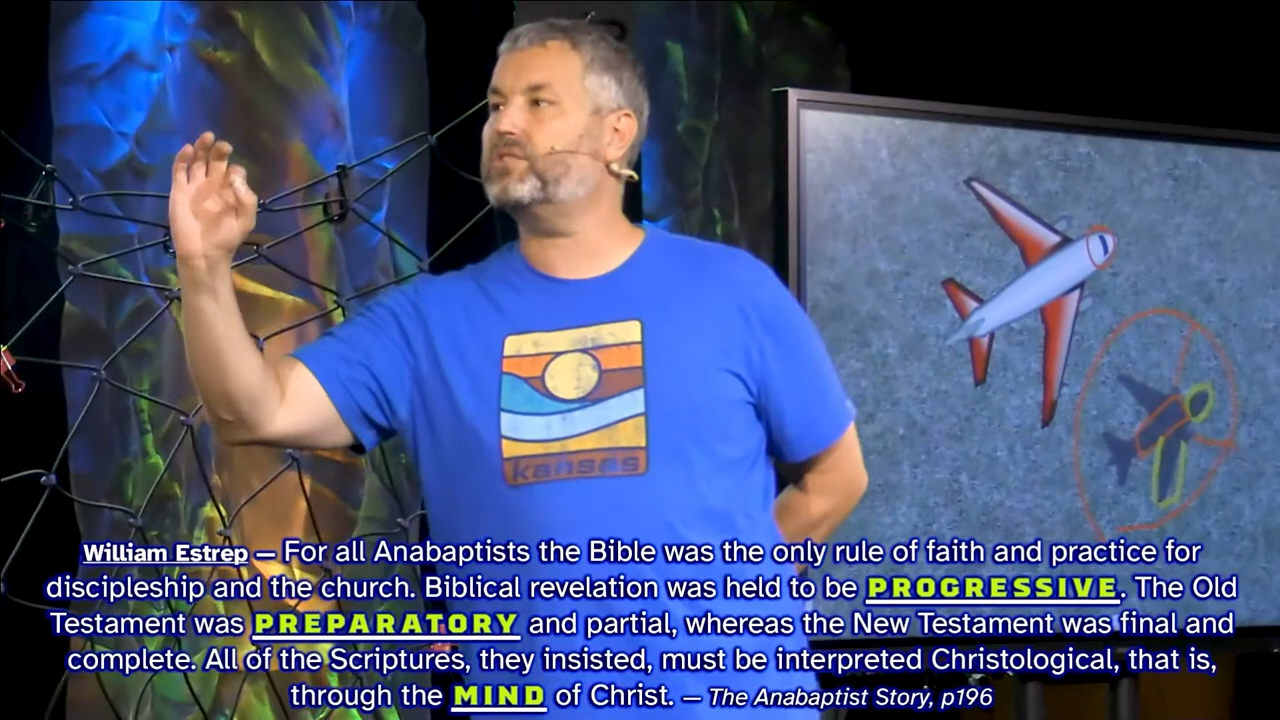 kansas
William Estrep — For all Anabaptists the Bible was the only rule of faith and practice for
discipleship and the church. Biblical revelation was held to be PROGRESSIVE. The Old
Testament was PREPARATORY and partial, whereas the New Testament was final and
complete. All of the Scriptures, they insisted, must be interpreted Christological, that is,
through the MIND of Christ. — The Anabaptist Story, p196